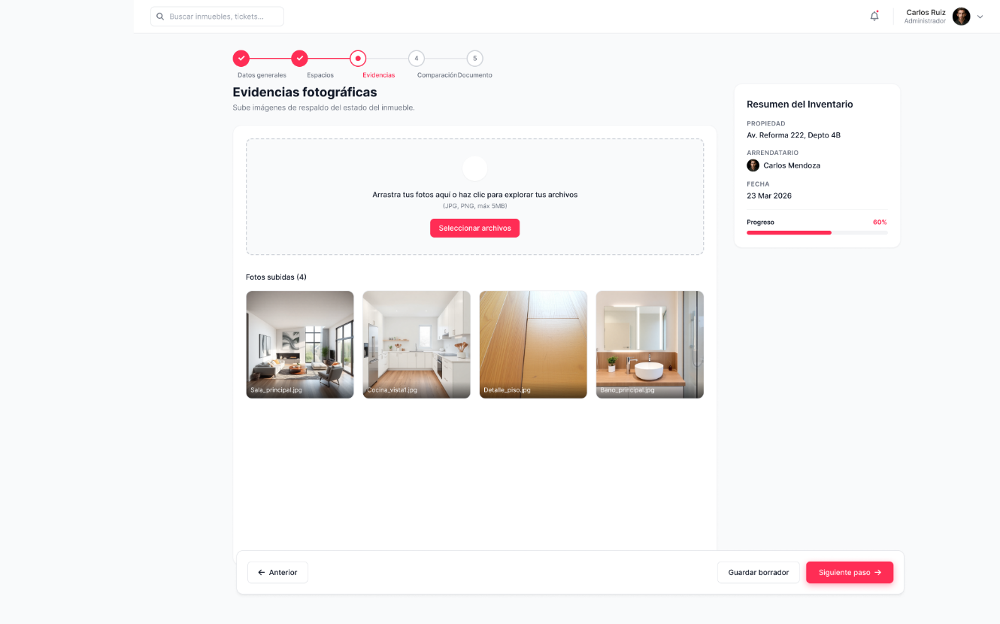 Buscar inmuebles, tickets...
Carlos Ruiz
Administrador
4
5
Datos generales
Espacios
Evidencias
Comparación
Documento
Evidencias fotográficas
Sube imágenes de respaldo del estado del inmueble.
Arrastra tus fotos aquí o haz clic para explorar tus archivos
(JPG, PNG, máx 5MB)
Seleccionar archivos
Fotos subidas (4)
Sala_principal.jpg
Cocina_vista1.jpg
Detalle_piso.jpg
Bano_principal.jpg
Resumen del Inventario
PROPIEDAD
Av. Reforma 222, Depto 4B
ARRENDATARIO
Carlos Mendoza
FECHA
23 Mar 2026
Progreso
60%
Anterior
Guardar borrador
Siguiente paso